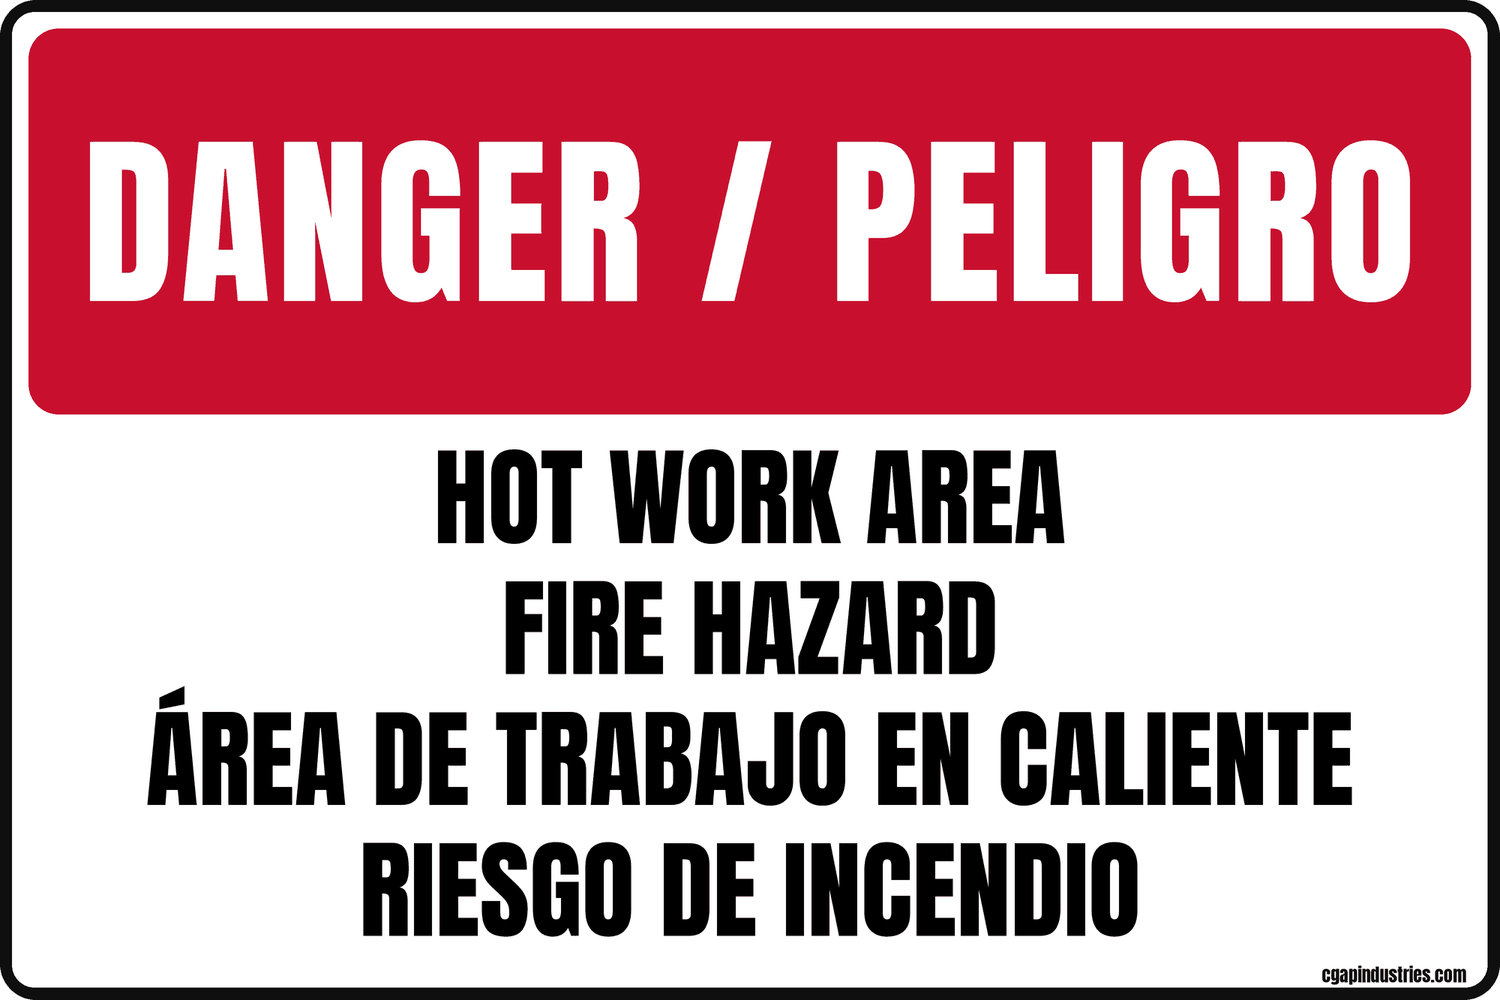 DANGER / PELIGRO
HOT WORK AREA
FIRE HAZARD
ÁREA DE TRABAJO EN CALIENTE
RIESGO DE INCENDIO
cgapindustries.com